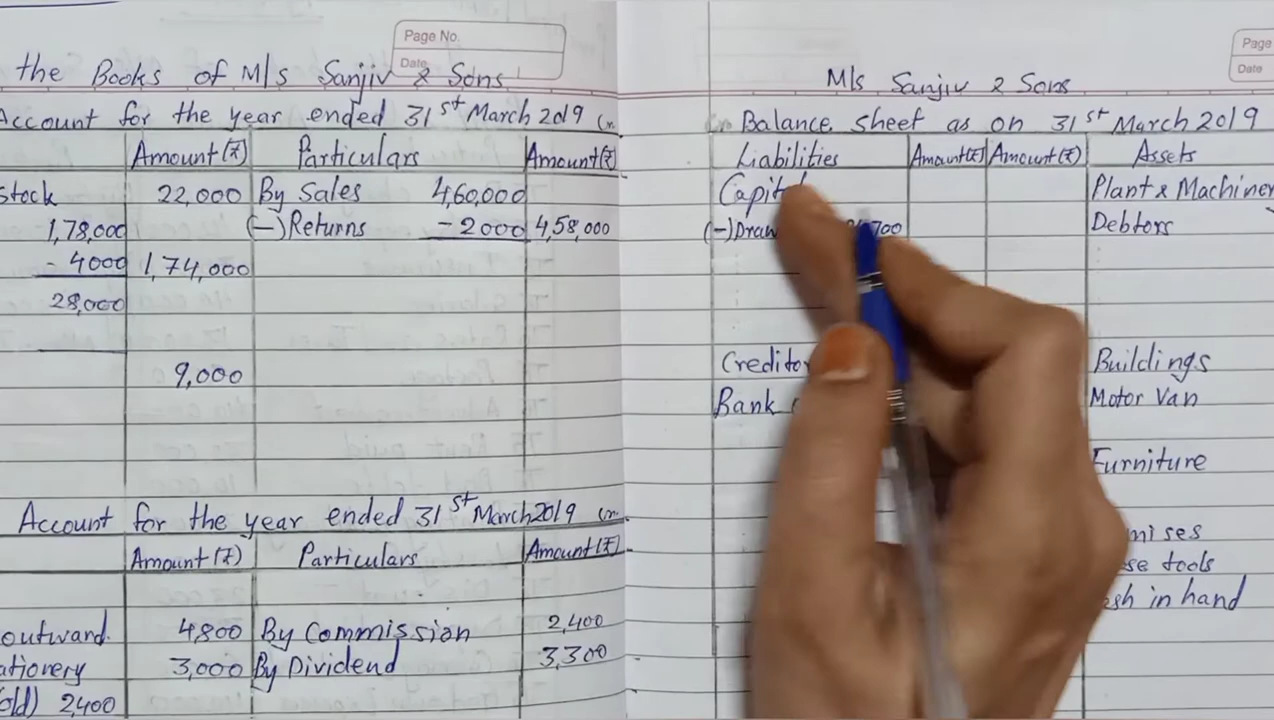 Page No.
Date
the Books of M/s Sanjiv & Sons
Account for the year ended 31st March 2019
Amount (₹) Particulars Amount (₹)
Stock 22,000 By Sales 4,60,000
1,78,000 (-) Returns - 2000 4,58,000
- 4000 1,74,000
28,000
9,000
Account for the year ended 31st March 2019
Amount (₹) Particulars Amount (₹)
outward. 4800 By Commission 2,400
3,000 By Dividend 3,300
2,400
Page
Date
M/s Sanjiv & Sons
Balance sheet as on 31st March 2019
Liabilities Amount (₹) Amount (₹) Assets
Plant & Machiner
(-) Draw 700 Debtors
Creditor Buildings
Bank Motor Van
Furniture
mises
se tools
sh in hand